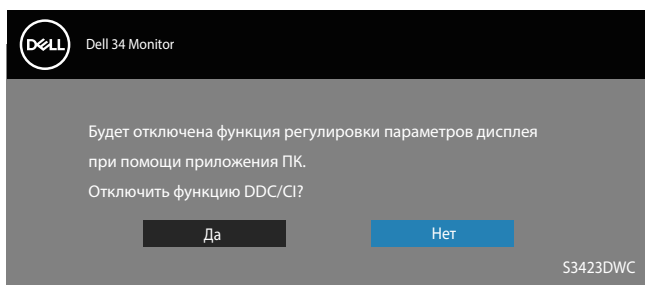 DELL
Dell 34 Monitor
Будет отключена функция регулировки параметров дисплея
при помощи приложения ПК.
Отключить функцию DDC/CI?
Да Нет
S3423DWC